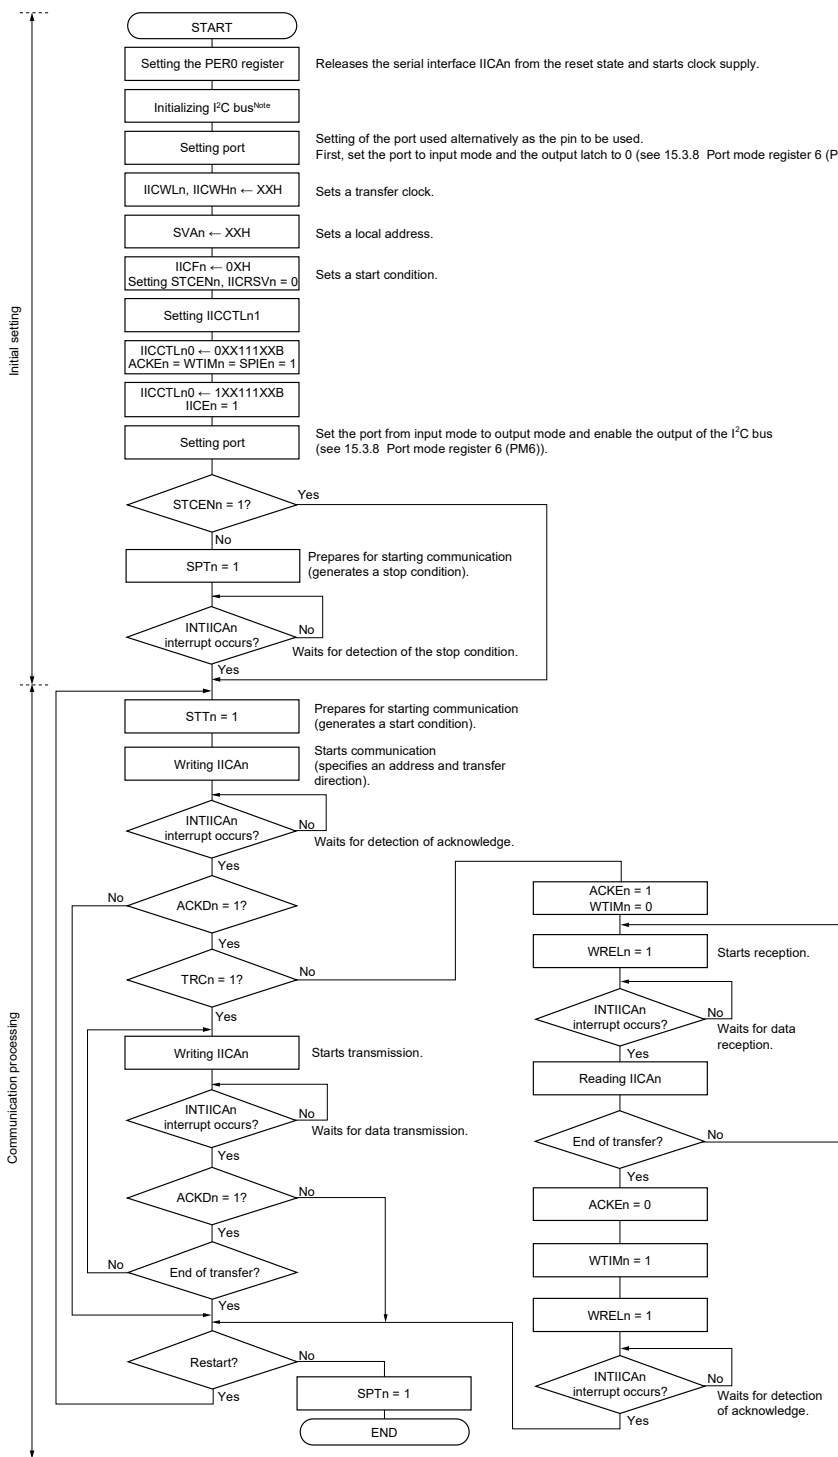 START
Setting the PER0 register
Releases the serial interface IICAn from the reset state and starts clock supply.
Initializing I²C bus^Note
Setting port
Setting of the port used alternatively as the pin to be used.
First, set the port to input mode and the output latch to 0 (see 15.3.8 Port mode register 6 (P
IICWLn, IICWHn ← XXH
Sets a transfer clock.
SVAn ← XXH
Sets a local address.
IICFn ← 0XH
Setting STCENn, IICRSVn = 0
Sets a start condition.
Setting IICCTLn1
IICCTLn0 ← 0XX111XXB
ACKEn = WTIMn = SPIEn = 1
IICCTLn0 ← 1XX111XXB
IICEn = 1
Setting port
Set the port from input mode to output mode and enable the output of the I²C bus
(see 15.3.8 Port mode register 6 (PM6)).
Initial setting
STCENn = 1?
Yes
No
SPTn = 1
Prepares for starting communication
(generates a stop condition).
INTIICAn
interrupt occurs?
No
Waits for detection of the stop condition.
Yes
STTn = 1
Prepares for starting communication
(generates a start condition).
Writing IICAn
Starts communication
(specifies an address and transfer
direction).
INTIICAn
interrupt occurs?
No
Waits for detection of acknowledge.
Yes
No
ACKDn = 1?
Yes
TRCn = 1?
No
Yes
Writing IICAn
Starts transmission.
INTIICAn
interrupt occurs?
No
Waits for data transmission.
Yes
ACKDn = 1?
No
Yes
No
End of transfer?
Yes
Restart?
No
Yes
SPTn = 1
END
Communication processing
ACKEn = 1
WTIMn = 0
WRELn = 1
Starts reception.
INTIICAn
interrupt occurs?
No
Waits for data
reception.
Yes
Reading IICAn
End of transfer?
No
Yes
ACKEn = 0
WTIMn = 1
WRELn = 1
INTIICAn
interrupt occurs?
No
Waits for detection
of acknowledge.
Yes